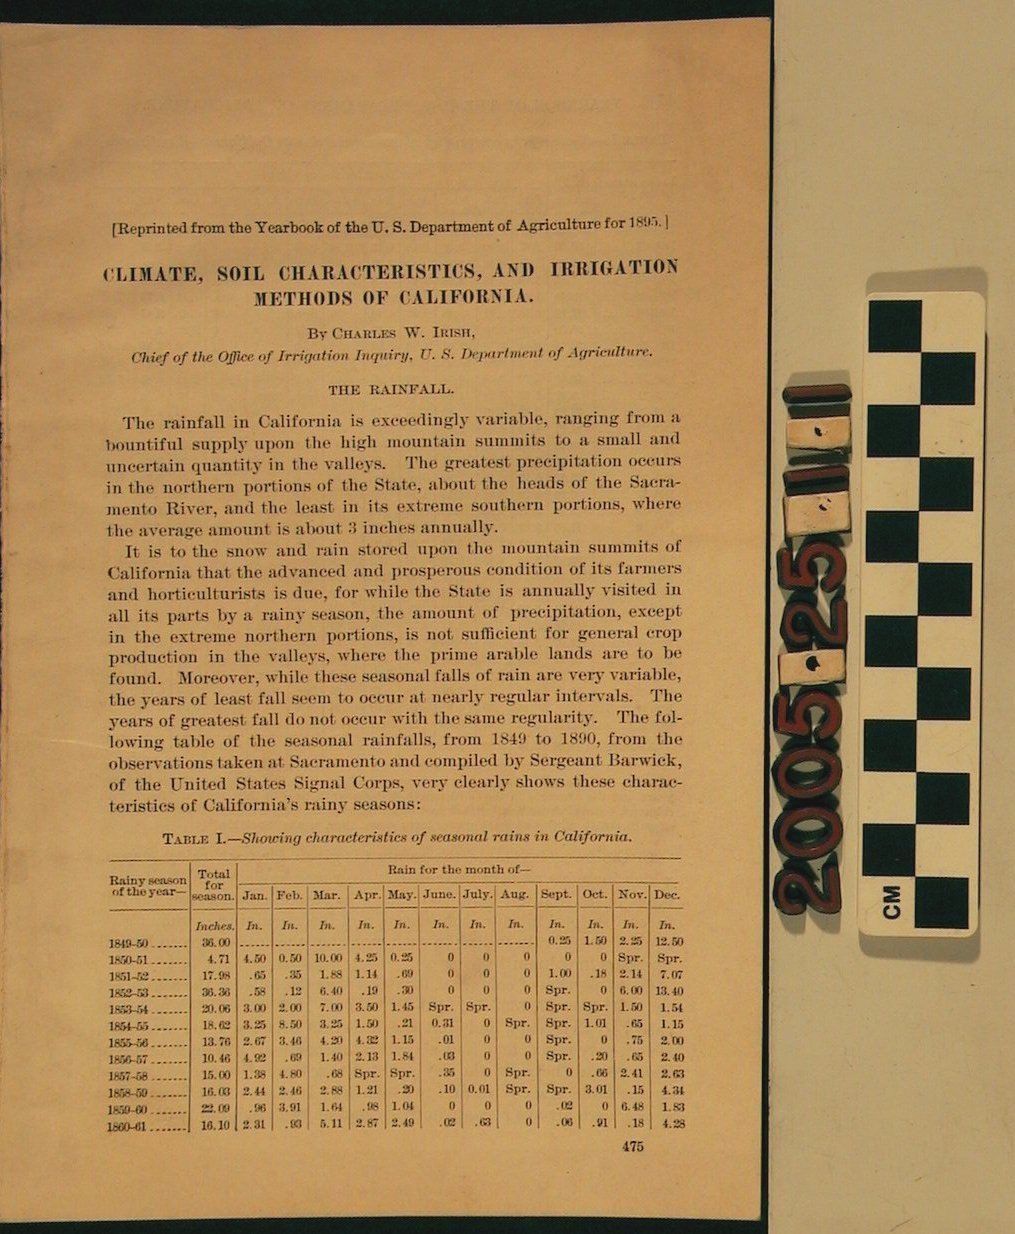 [Reprinted from the Yearbook of the U. S. Department of Agriculture for 1895.]
CLIMATE, SOIL CHARACTERISTICS, AND IRRIGATION
METHODS OF CALIFORNIA.
By CHARLES W. IRISH,
Chief of the Office of Irrigation Inquiry, U. S. Department of Agriculture.
THE RAINFALL.
The rainfall in California is exceedingly variable, ranging from a
bountiful supply upon the high mountain summits to a small and
uncertain quantity in the valleys. The greatest precipitation occurs
in the northern portions of the State, about the heads of the Sacra-
mento River, and the least in its extreme southern portions, where
the average amount is about 3 inches annually.
It is to the snow and rain stored upon the mountain summits of
California that the advanced and prosperous condition of its farmers
and horticulturists is due, for while the State is annually visited in
all its parts by a rainy season, the amount of precipitation, except
in the extreme northern portions, is not sufficient for general crop
production in the valleys, where the prime arable lands are to be
found. Moreover, while these seasonal falls of rain are very variable,
the years of least fall seem to occur at nearly regular intervals. The
years of greatest fall do not occur with the same regularity. The fol-
lowing table of the seasonal rainfalls, from 1849 to 1890, from the
observations taken at Sacramento and compiled by Sergeant Barwick,
of the United States Signal Corps, very clearly shows these charac-
teristics of California's rainy seasons:
TABLE I.—Showing characteristics of seasonal rains in California.
Rainy season of the year— Total for season. Rain for the month of—
Jan. Feb. Mar. Apr. May. June. July. Aug. Sept. Oct. Nov. Dec.
Inches. In. In. In. In. In. In. In. In. In. In. In. In.
1849-50 36.00 0.25 1.50 2.25 12.50
1850-51 4.71 4.50 0.50 10.00 4.25 0.25 0 0 0 0 0 Spr. Spr.
1851-52 17.98 .65 .35 1.88 1.14 .69 0 0 0 1.00 .18 2.14 7.07
1852-53 36.36 .58 .12 6.40 .19 .30 0 0 0 Spr. 0 6.00 13.40
1853-54 20.06 3.00 2.00 7.00 3.50 1.45 Spr. Spr. 0 Spr. Spr. 1.50 1.54
1854-55 18.62 3.25 8.50 3.25 1.50 .21 0.31 0 Spr. Spr. 1.01 .65 1.15
1855-56 13.76 2.67 3.46 4.20 4.32 1.15 .01 0 0 Spr. 0 .75 2.00
1856-57 10.46 4.92 .69 1.40 2.13 1.84 .03 0 0 Spr. .20 .65 2.40
1857-58 15.00 1.38 4.80 .68 Spr. Spr. .35 0 Spr. 0 .66 2.41 2.63
1858-59 16.03 2.44 2.46 2.88 1.21 .20 .10 0.01 Spr. Spr. 3.01 .15 4.34
1859-60 22.09 .96 3.91 1.64 .98 1.04 0 0 0 .02 0 6.48 1.83
1860-61 16.10 2.31 .93 5.11 2.87 2.49 .02 .63 0 .06 .91 .18 4.28
475
2005 25
CM